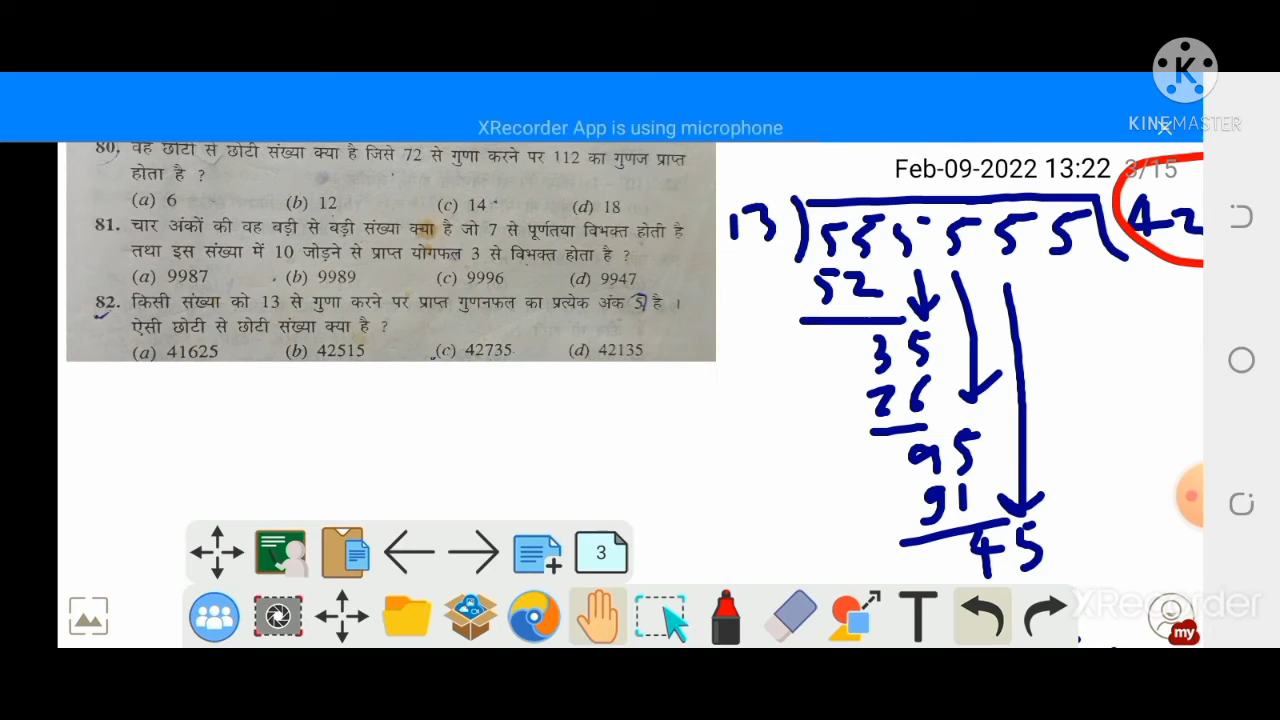 KINEMASTER
XRecorder App is using microphone
Feb-09-2022 13:22 3/15
80. वह छोटी से छोटी संख्या क्या है जिसे 72 से गुणा करने पर 112 का गुणज प्राप्त
होता है ?
(a) 6 (b) 12 (c) 14 (d) 18
81. चार अंकों की वह बड़ी से बड़ी संख्या क्या है जो 7 से पूर्णतया विभक्त होती है
तथा इस संख्या में 10 जोड़ने से प्राप्त योगफल 3 से विभक्त होता है ?
(a) 9987 (b) 9989 (c) 9996 (d) 9947
82. किसी संख्या को 13 से गुणा करने पर प्राप्त गुणनफल का प्रत्येक अंक 5 है ।
ऐसी छोटी से छोटी संख्या क्या है ?
(a) 41625 (b) 42515 (c) 42735 (d) 42135
13) 555555 ( 42
52
35
26
95
91
45
3
XRecorder
my